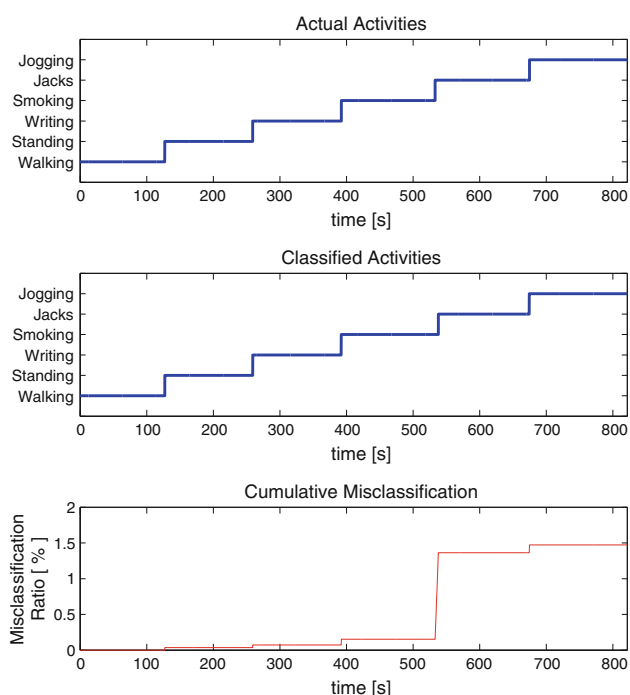 Actual Activities
Jogging
Jacks
Smoking
Writing
Standing
Walking
0 100 200 300 400 500 600 700 800
time [s]
Classified Activities
Jogging
Jacks
Smoking
Writing
Standing
Walking
0 100 200 300 400 500 600 700 800
time [s]
Cumulative Misclassification
Misclassification
Ratio [ % ]
2
1.5
1
0.5
0
0 100 200 300 400 500 600 700 800
time [s]